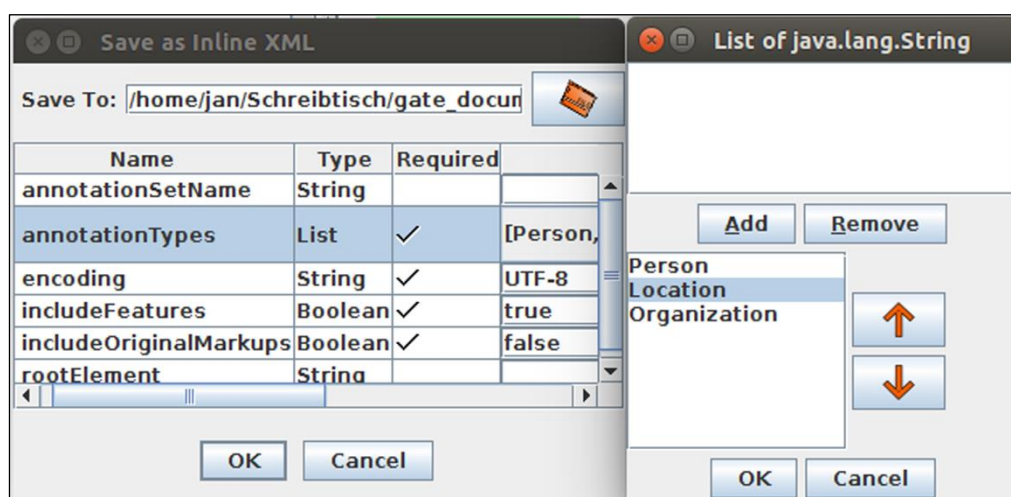 Save as Inline XML
Save To: /home/jan/Schreibtisch/gate_docum
Name Type Required
annotationSetName String
annotationTypes List ✓ [Person,
encoding String ✓ UTF-8
includeFeatures Boolean ✓ true
includeOriginalMarkups Boolean ✓ false
rootElement String
OK Cancel
List of java.lang.String
Add Remove
Person
Location
Organization
OK Cancel